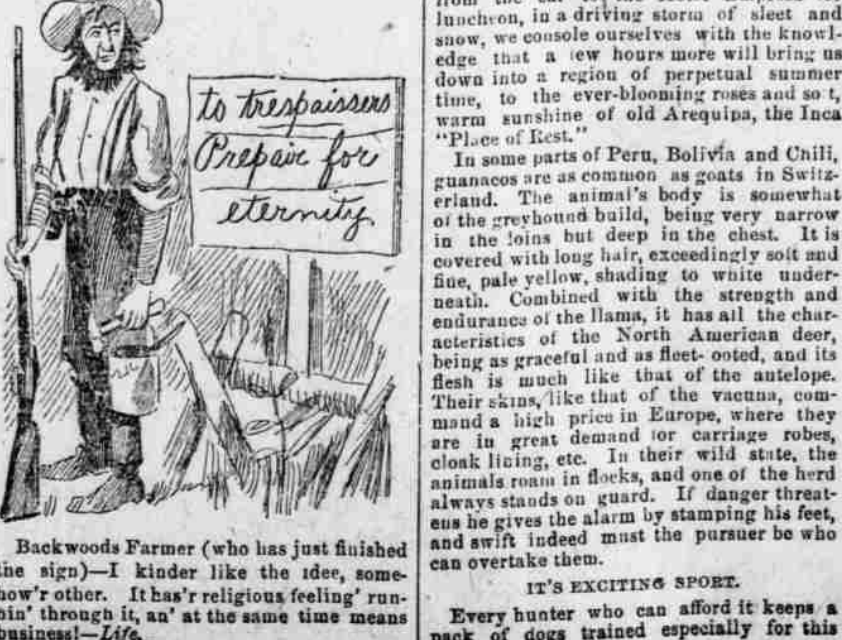 to trespaissers
Prepair for
eternity
Backwoods Farmer (who has just finished
the sign)—I kinder like the idee, some-
how'r other. It has'r religious feeling' run-
nin' through it, an' at the same time means
business!—Life.
luncheon, in a driving storm of sleet and
snow, we console ourselves with the knowl-
edge that a few hours more will bring us
down into a region of perpetual summer
time, to the ever-blooming roses and so t,
warm sunshine of old Arequipa, the Inca
"Place of Rest."
In some parts of Peru, Bolivia and Chili,
guanacos are as common as goats in Switz-
erland. The animal's body is somewhat
of the greyhound build, being very narrow
in the loins but deep in the chest. It is
covered with long hair, exceedingly soft and
fine, pale yellow, shading to white under-
neath. Combined with the strength and
endurance of the llama, it has all the char-
acteristics of the North American deer,
being as graceful and as fleet- ooted, and its
flesh is much like that of the antelope.
Their skins, like that of the vacuna, com-
mand a high price in Europe, where they
are in great demand for carriage robes,
cloak lining, etc. In their wild state, the
animals roam in flocks, and one of the herd
always stands on guard. If danger threat-
ens he gives the alarm by stamping his feet,
and swift indeed must the pursuer be who
can overtake them.
IT'S EXCITING SPORT.
Every hunter who can afford it keeps a
pack of dogs trained especially for this